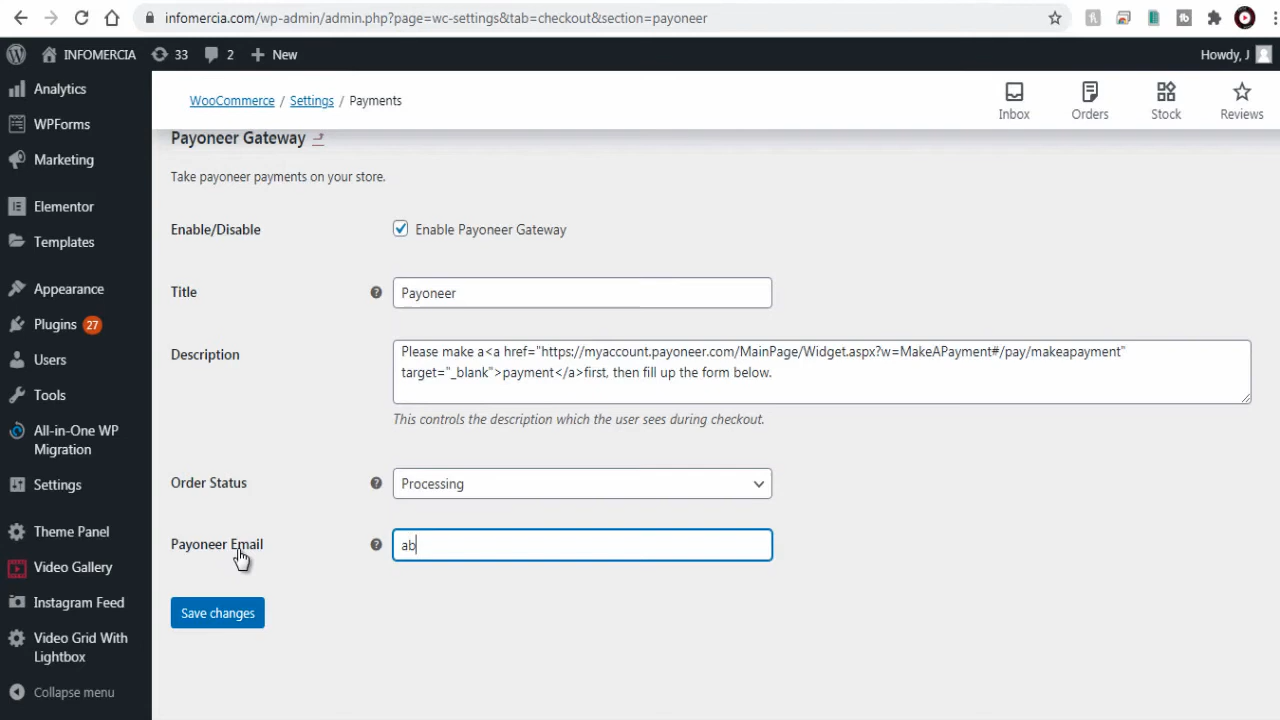 infomercia.com/wp-admin/admin.php?page=wc-settings&tab=checkout&section=payoneer
INFOMERCIA 33 2 New Howdy, J
Analytics
WPForms
Marketing
Elementor
Templates
Appearance
Plugins 27
Users
Tools
All-in-One WP
Migration
Settings
Theme Panel
Video Gallery
Instagram Feed
Video Grid With
Lightbox
Collapse menu
WooCommerce / Settings / Payments
Inbox Orders Stock Reviews
Payoneer Gateway
Take payoneer payments on your store.
Enable/Disable Enable Payoneer Gateway
Title Payoneer
Description Please make a<a href="https://myaccount.payoneer.com/MainPage/Widget.aspx?w=MakeAPayment#/pay/makeapayment"
target="_blank">payment</a>first, then fill up the form below.
This controls the description which the user sees during checkout.
Order Status Processing
Payoneer Email ab
Save changes